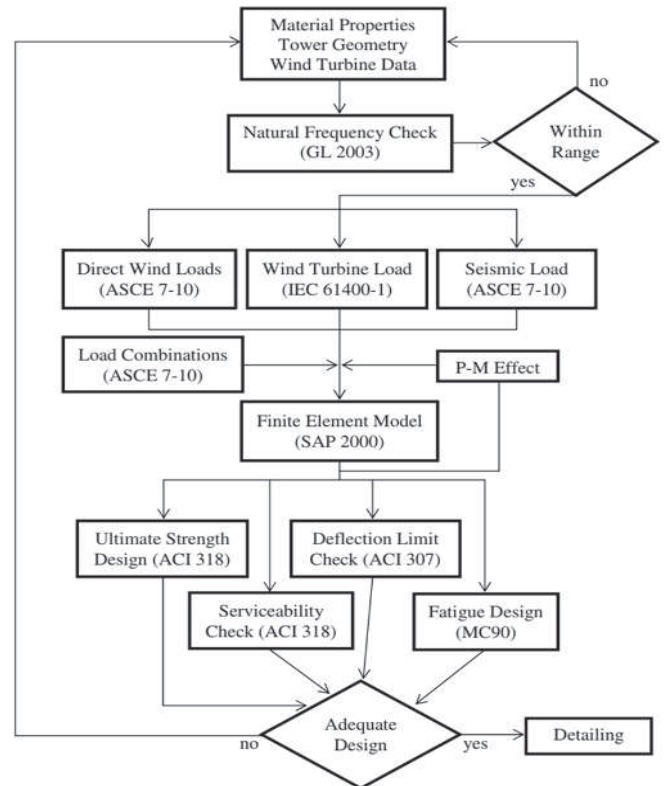 Material Properties
Tower Geometry
Wind Turbine Data
no
Natural Frequency Check
(GL 2003)
Within
Range
yes
Direct Wind Loads
(ASCE 7-10)
Wind Turbine Load
(IEC 61400-1)
Seismic Load
(ASCE 7-10)
Load Combinations
(ASCE 7-10)
P-M Effect
Finite Element Model
(SAP 2000)
Ultimate Strength
Design (ACI 318)
Deflection Limit
Check (ACI 307)
Serviceability
Check (ACI 318)
Fatigue Design
(MC90)
Adequate
Design
no
yes
Detailing